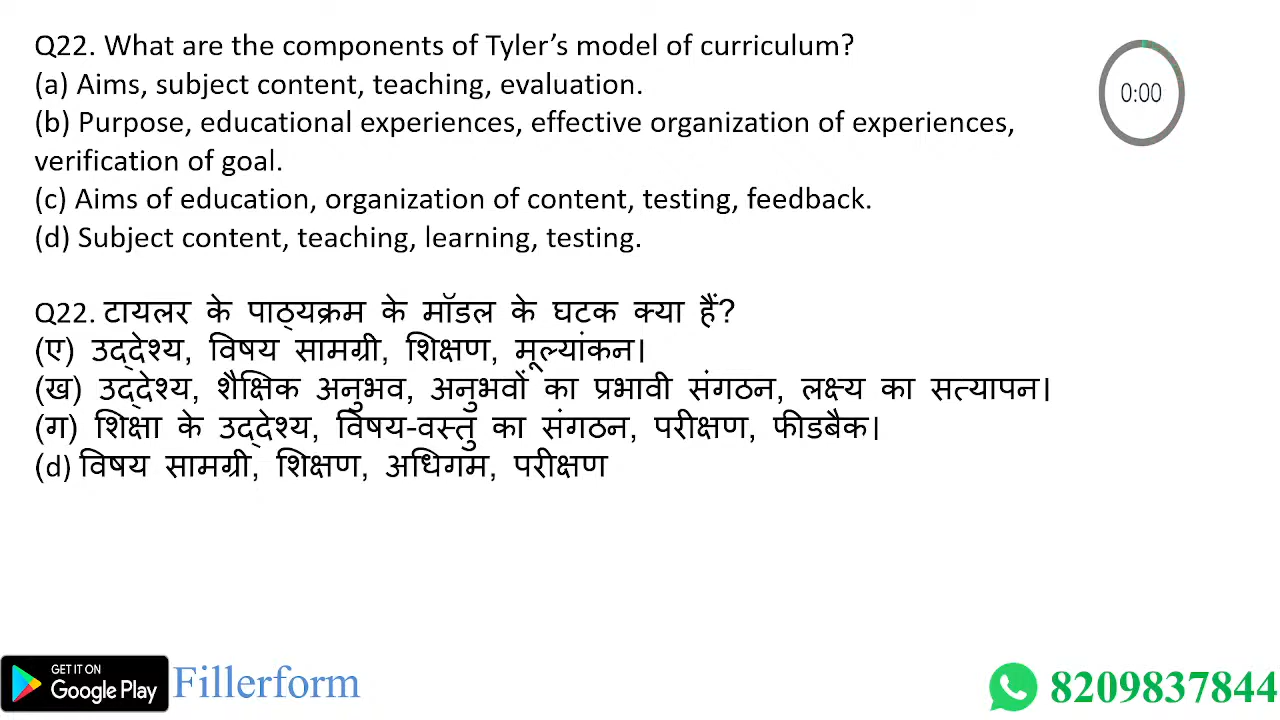 Q22. What are the components of Tyler’s model of curriculum?
(a) Aims, subject content, teaching, evaluation.
(b) Purpose, educational experiences, effective organization of experiences,
verification of goal.
(c) Aims of education, organization of content, testing, feedback.
(d) Subject content, teaching, learning, testing.
0:00
Q22. टायलर के पाठ्यक्रम के मॉडल के घटक क्या हैं?
(ए) उद्देश्य, विषय सामग्री, शिक्षण, मूल्यांकन।
(ख) उद्देश्य, शैक्षिक अनुभव, अनुभवों का प्रभावी संगठन, लक्ष्य का सत्यापन।
(ग) शिक्षा के उद्देश्य, विषय-वस्तु का संगठन, परीक्षण, फीडबैक।
(d) विषय सामग्री, शिक्षण, अधिगम, परीक्षण
GET IT ON
Google Play
Fillerform
8209837844